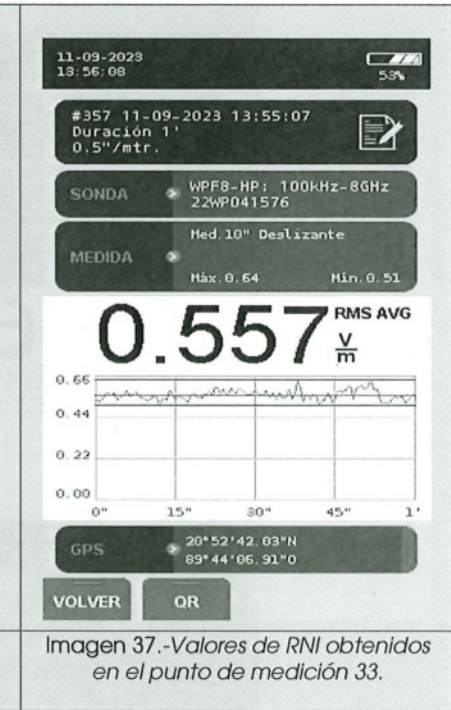 11-09-2023
13:56:08
53%
#357 11-09-2023 13:55:07
Duración 1'
0.5"/mtr.
SONDA
WPF8-HP: 100kHz-8GHz
22WP041576
MEDIDA
Med.10" Deslizante
Máx.0,64 Mín.0.51
0.557 RMS AVG
V
m
0.66
0.44
0.22
0.00
0" 15" 30" 45" 1'
GPS
20°52'42.03"N
89°44'06.91"O
VOLVER QR
Imagen 37.-Valores de RNI obtenidos
en el punto de medición 33.